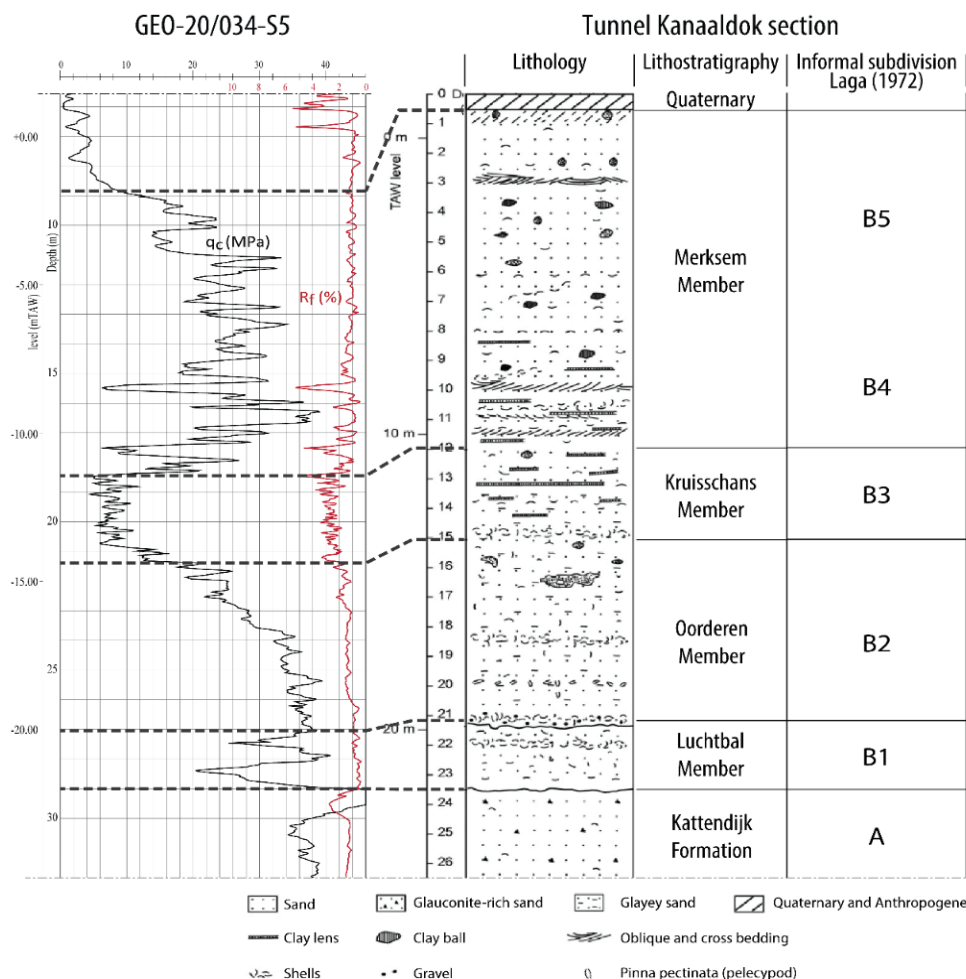 GEO-20/034-S5
Tunnel Kanaaldok section
Lithology
Lithostratigraphy
Informal subdivision
Laga (1972)
0 10 20 30 40
10 8 6 4 2 0
+0.00
10
Depth (m)
-5.00
level (mTAW)
15
-10.00
20
-15.00
25
-20.00
30
qc (MPa)
Rf (%)
TAW level
0 m
10 m
20 m
0
1
2
3
4
5
6
7
8
9
10
11
12
13
14
15
16
17
18
19
20
21
22
23
24
25
26
Quaternary
Merksem
Member
Kruisschans
Member
Oorderen
Member
Luchtbal
Member
Kattendijk
Formation
B5
B4
B3
B2
B1
A
Sand
Glauconite-rich sand
Glayey sand
Quaternary and Anthropogene
Clay lens
Clay ball
Oblique and cross bedding
Shells
Gravel
Pinna pectinata (pelecypod)